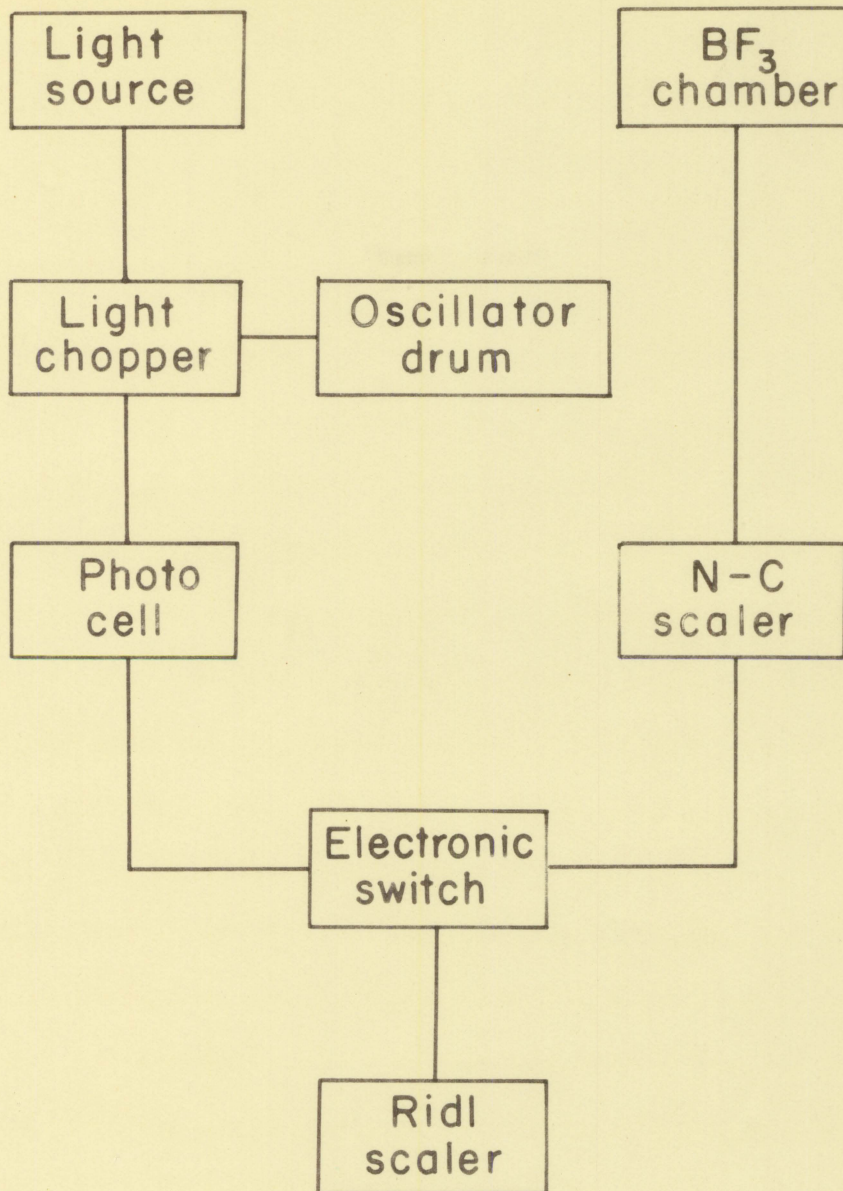 Light
source
BF₃
chamber
Light
chopper
Oscillator
drum
Photo
cell
N-C
scaler
Electronic
switch
Ridl
scaler